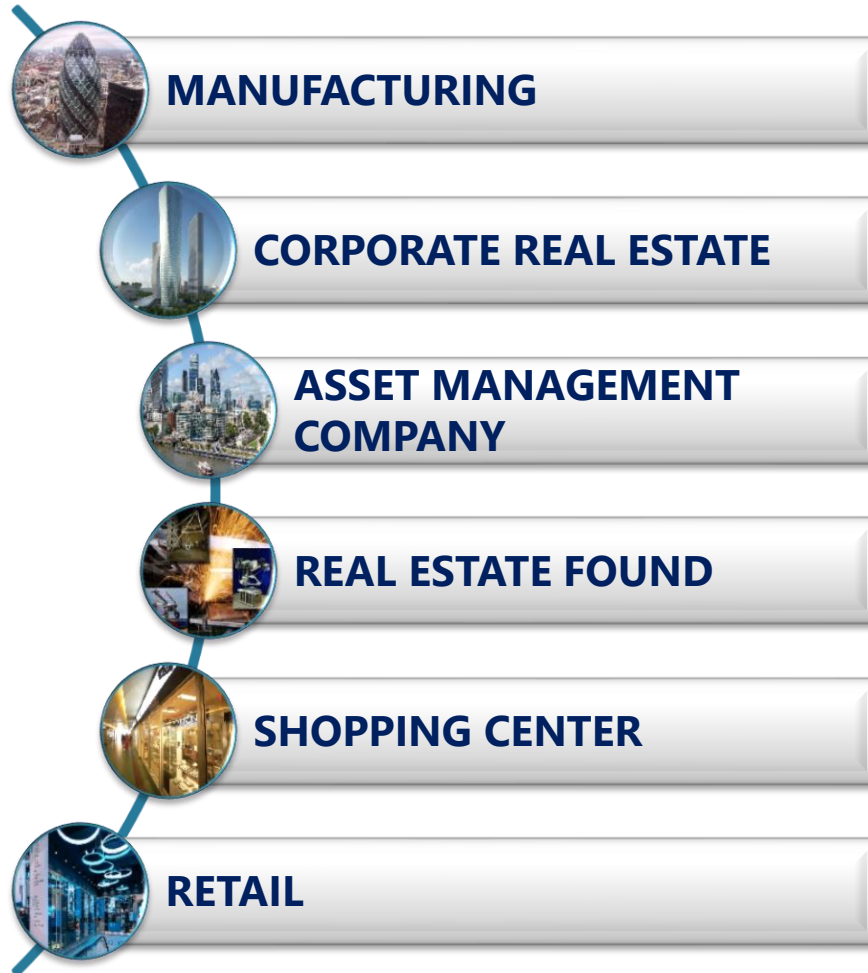 MANUFACTURING
CORPORATE REAL ESTATE
ASSET MANAGEMENT
COMPANY
REAL ESTATE FOUND
SHOPPING CENTER
RETAIL